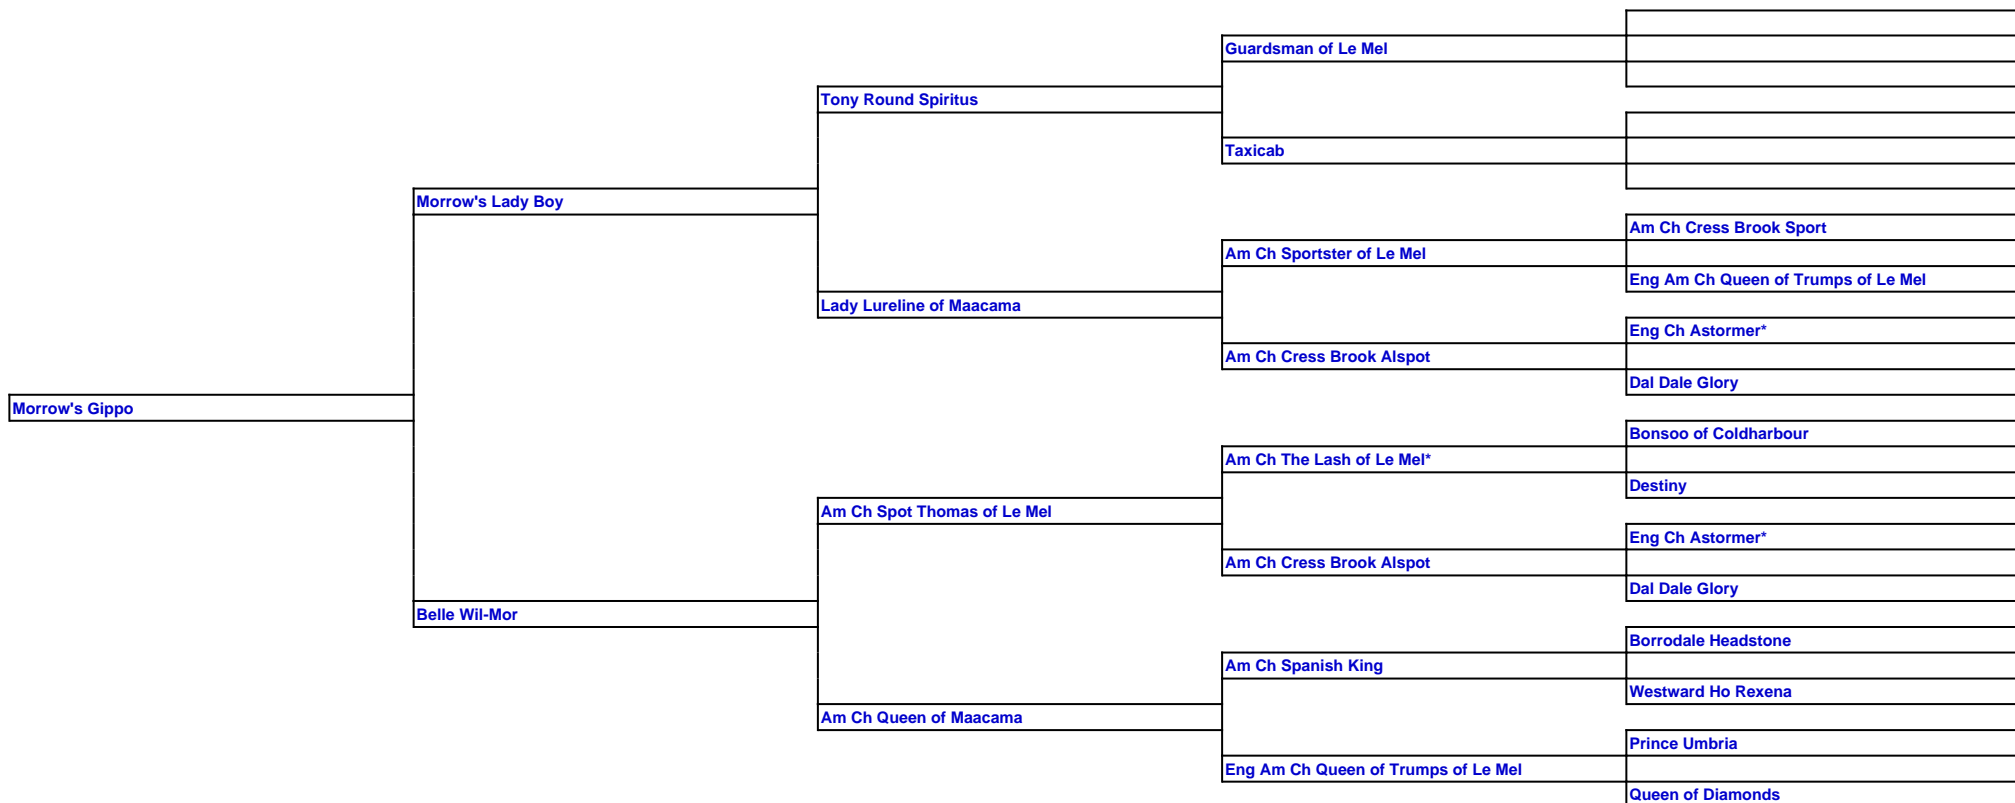 Guardsman of Le Mel
Tony Round Spiritus
Taxicab
Morrow's Lady Boy
Am Ch Cress Brook Sport
Am Ch Sportster of Le Mel
Eng Am Ch Queen of Trumps of Le Mel
Lady Lureline of Maacama
Eng Ch Astormer*
Am Ch Cress Brook Alspot
Dal Dale Glory
Morrow's Gippo
Bonsoo of Coldharbour
Am Ch The Lash of Le Mel*
Destiny
Am Ch Spot Thomas of Le Mel
Eng Ch Astormer*
Am Ch Cress Brook Alspot
Dal Dale Glory
Belle Wil-Mor
Borrodale Headstone
Am Ch Spanish King
Westward Ho Rexena
Am Ch Queen of Maacama
Prince Umbria
Eng Am Ch Queen of Trumps of Le Mel
Queen of Diamonds